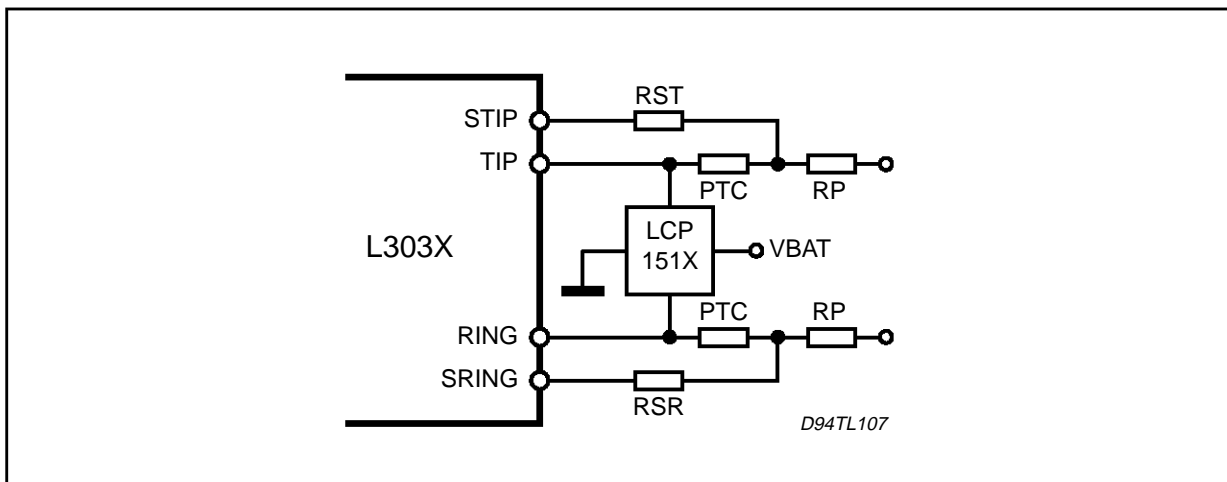 RST
STIP
TIP
PTC
RP
LCP
151X
VBAT
L303X
PTC
RP
RING
SRING
RSR
D94TL107